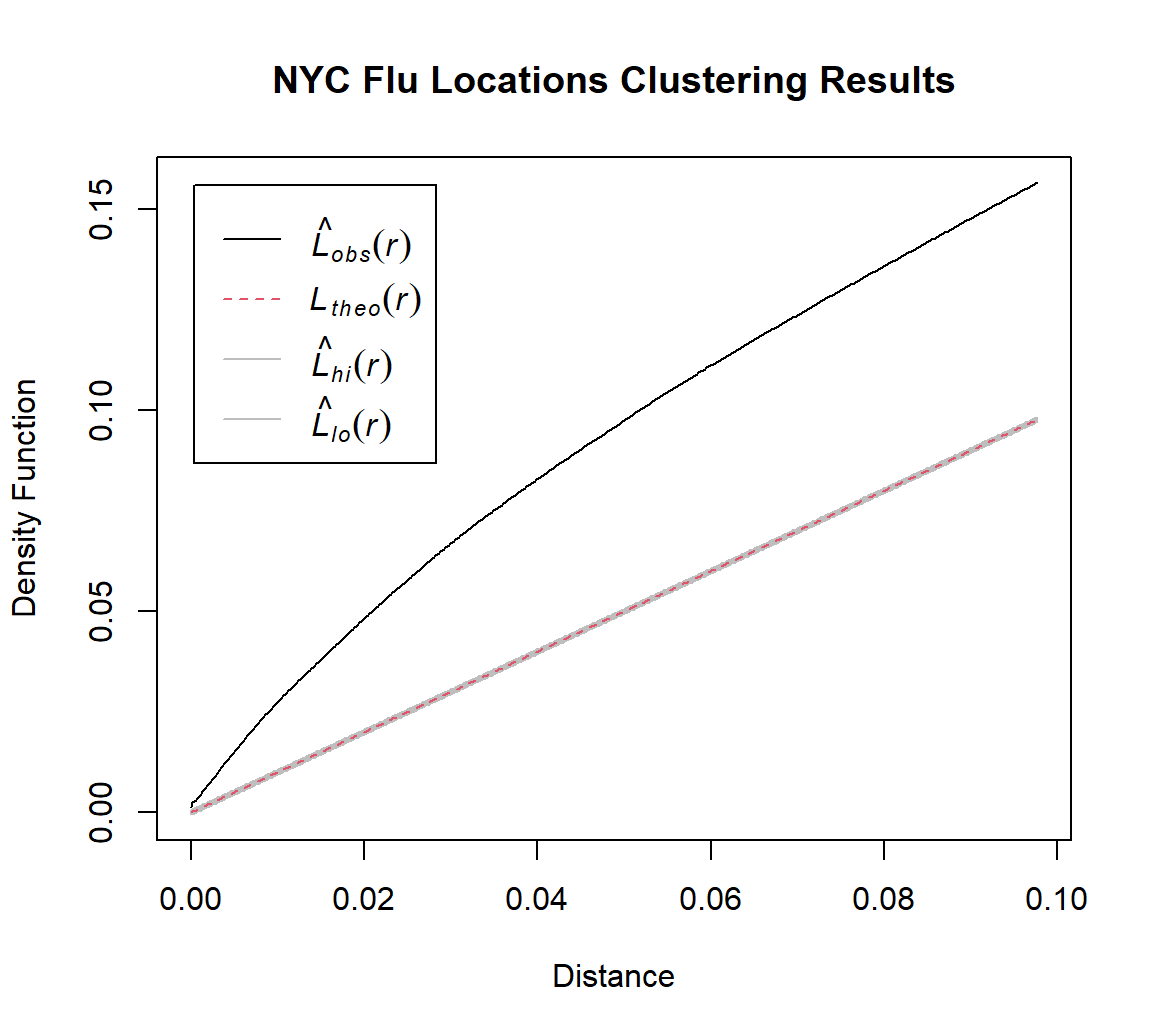 NYC Flu Locations Clustering Results
L̂obs(r)
Ltheo(r)
L̂hi(r)
L̂lo(r)
Density Function
0.15
0.10
0.05
0.00
0.00 0.02 0.04 0.06 0.08 0.10
Distance